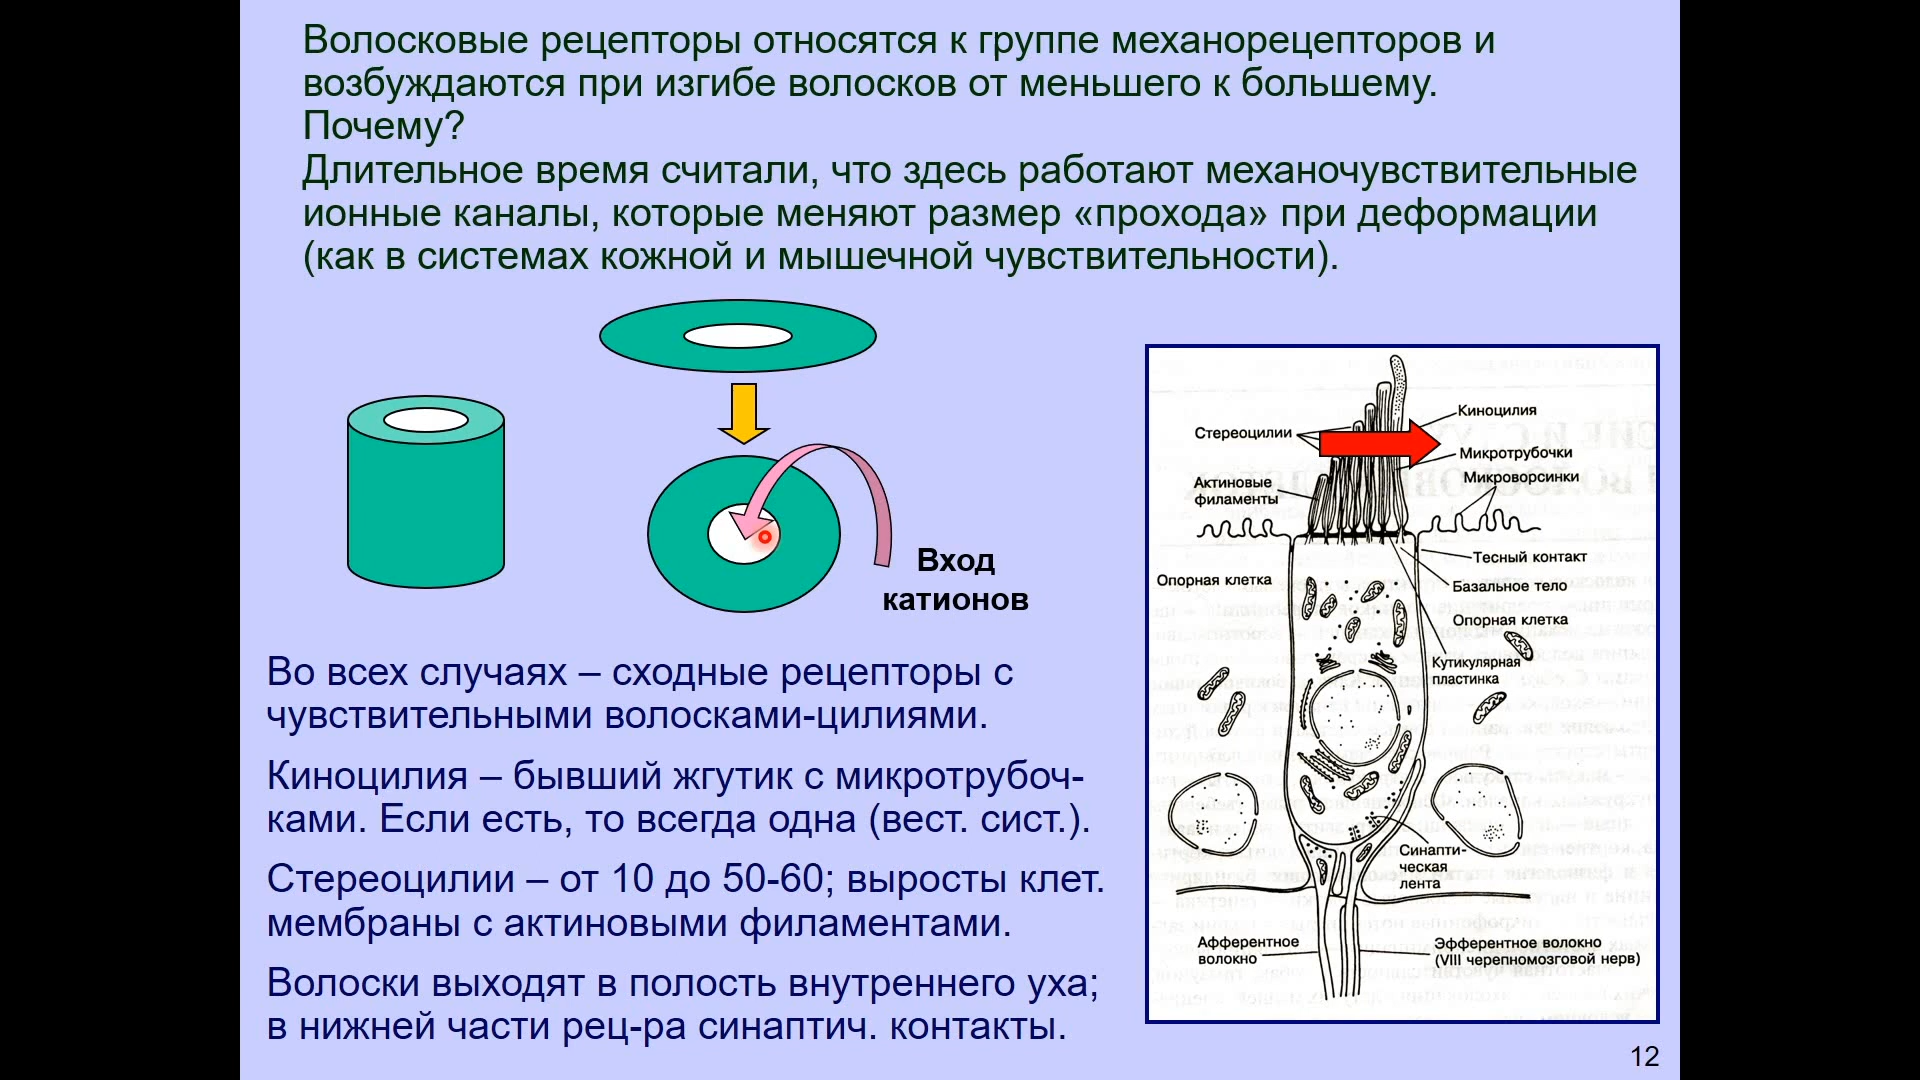 Волосковые рецепторы относятся к группе механорецепторов и
возбуждаются при изгибе волосков от меньшего к большему.
Почему?
Длительное время считали, что здесь работают механочувствительные
ионные каналы, которые меняют размер «прохода» при деформации
(как в системах кожной и мышечной чувствительности).
Вход
катионов
Во всех случаях – сходные рецепторы с
чувствительными волосками-цилиями.
Киноцилия – бывший жгутик с микротрубоч-
ками. Если есть, то всегда одна (вест. сист.).
Стереоцилии – от 10 до 50-60; выросты клет.
мембраны с актиновыми филаментами.
Волоски выходят в полость внутреннего уха;
в нижней части рец-ра синаптич. контакты.
Киноцилия
Стереоцилии
Микротрубочки
Микроворсинки
Актиновые
филаменты
Тесный контакт
Опорная клетка
Базальное тело
Опорная клетка
Кутикулярная
пластинка
Синапти-
ческая
лента
Афферентное
волокно
Эфферентное волокно
(VIII черепномозговой нерв)
12